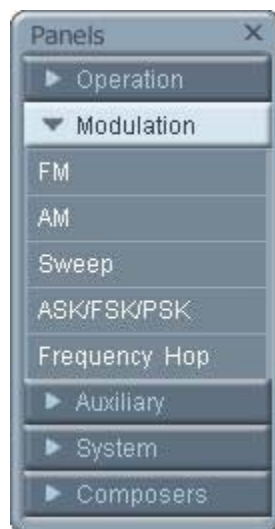 Panels
Operation
Modulation
FM
AM
Sweep
ASK/FSK/PSK
Frequency Hop
Auxiliary
System
Composers